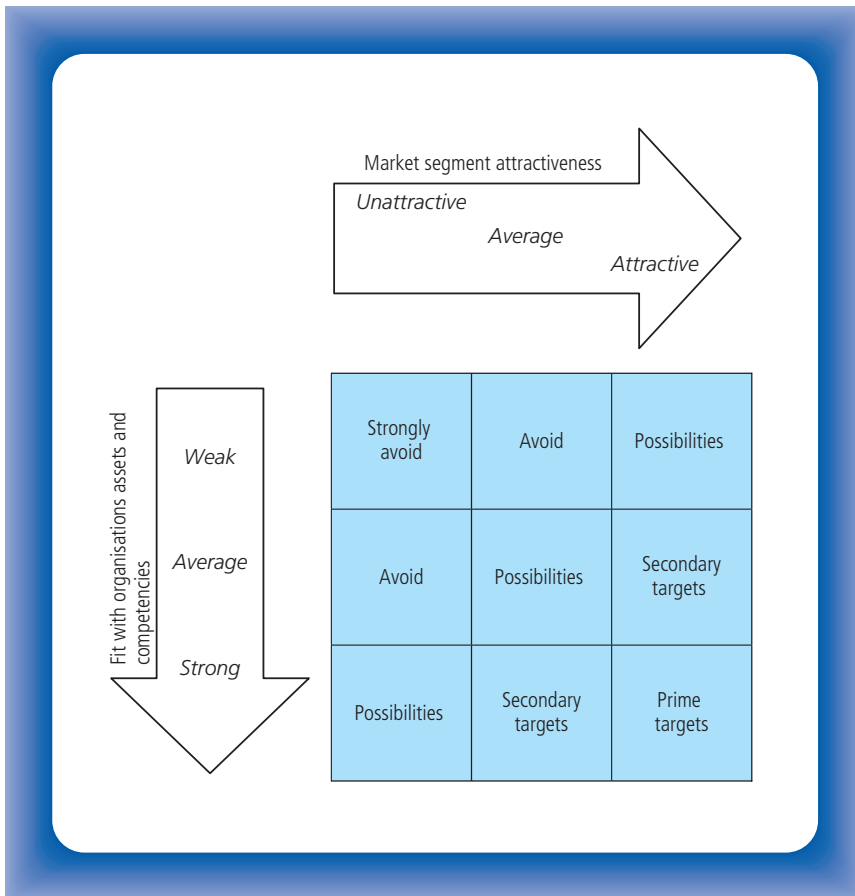 Market segment attractiveness
Unattractive
Average
Attractive
Fit with organisations assets and
competencies
Weak
Average
Strong
Strongly
avoid
Avoid
Possibilities
Avoid
Possibilities
Secondary
targets
Possibilities
Secondary
targets
Prime
targets